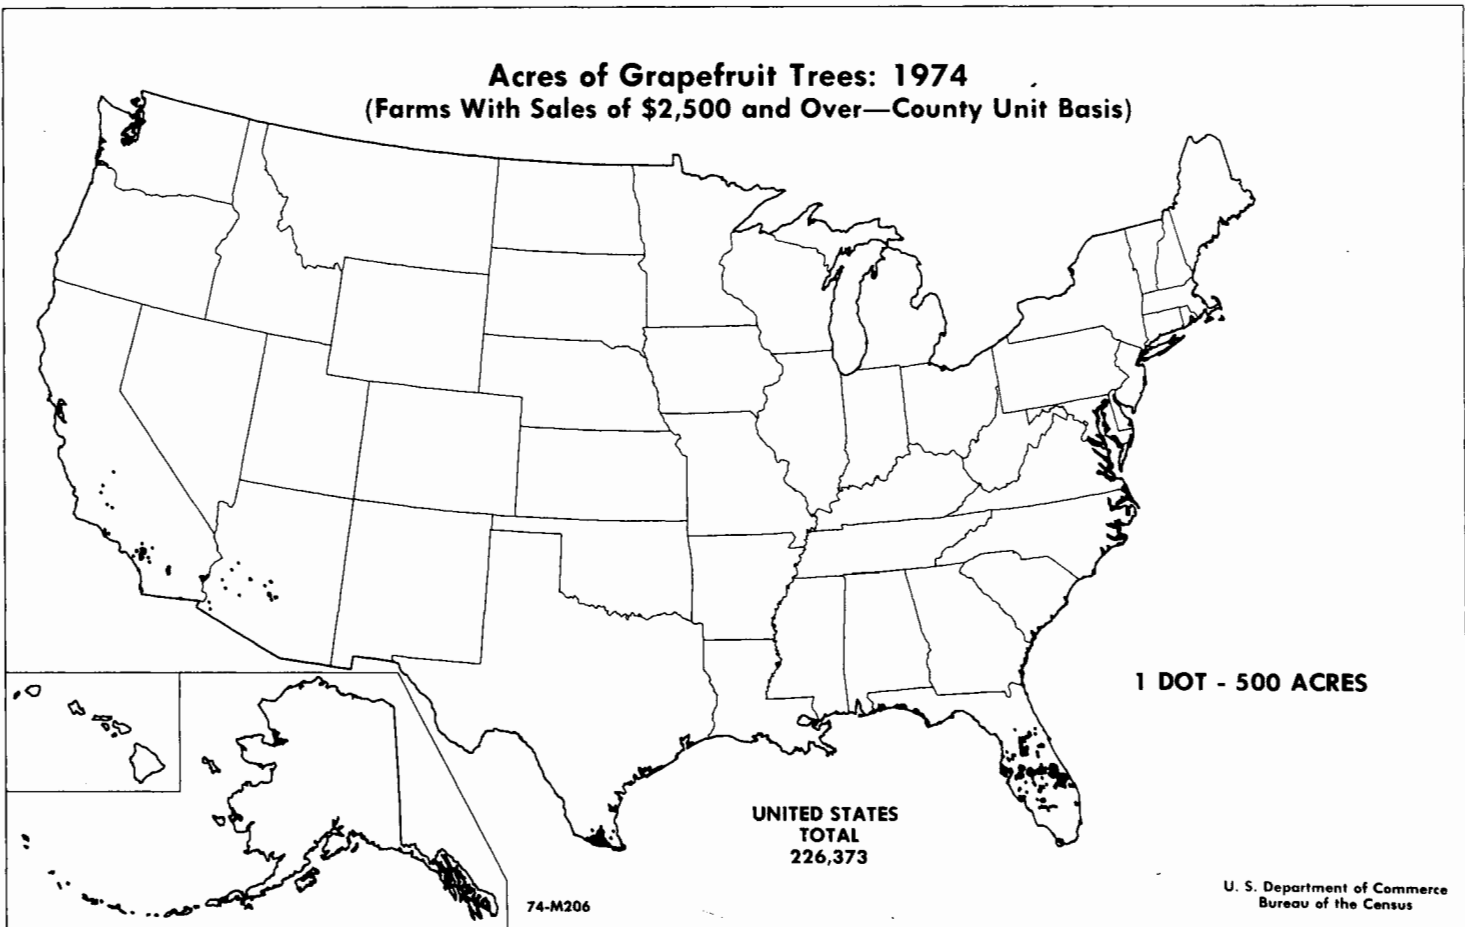 Acres of Grapefruit Trees: 1974
(Farms With Sales of $2,500 and Over—County Unit Basis)
1 DOT - 500 ACRES
UNITED STATES
TOTAL
226,373
74-M206
U. S. Department of Commerce
Bureau of the Census